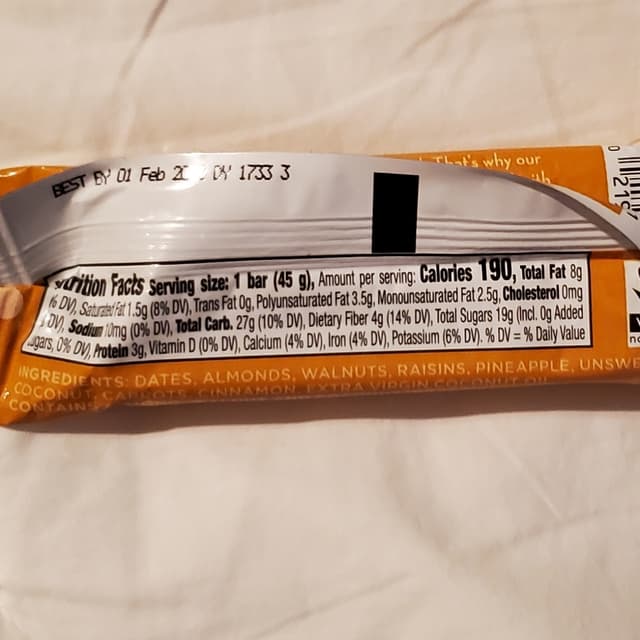 BEST BY 01 Feb
1733 3
That's why our
Facts Serving size: 1 bar (45 g), Amount per serving: Calories 190, Total Fat 8g
DV), Saturated Fat 1.5g (8% DV), Trans Fat 0g, Polyunsaturated Fat 3.5g, Monounsaturated Fat 2.5g, Cholesterol 0mg
DV), Sodium 10mg (0% DV), Total Carb. 27g (10% DV), Dietary Fiber 4g (14% DV), Total Sugars 19g (Incl. 0g Added
ugars, 0% DV) Protein 3g, Vitamin D (0% DV), Calcium (4% DV), Iron (4% DV), Potassium (6% DV). % DV = % Daily Value
INGREDIENTS: DATES, ALMONDS, WALNUTS, RAISINS, PINEAPPLE, UNSWE
COCONUT, CARROTS, CINNAMON, EXTRA VIRGIN COCONUT OIL
CONTAINS